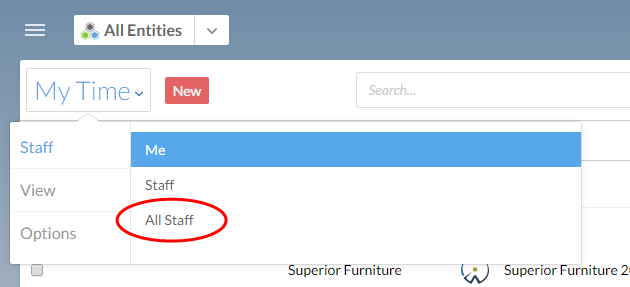 All Entities
My Time New Search...
Staff Me
View Staff
Options All Staff
Superior Furniture Superior Furniture 20